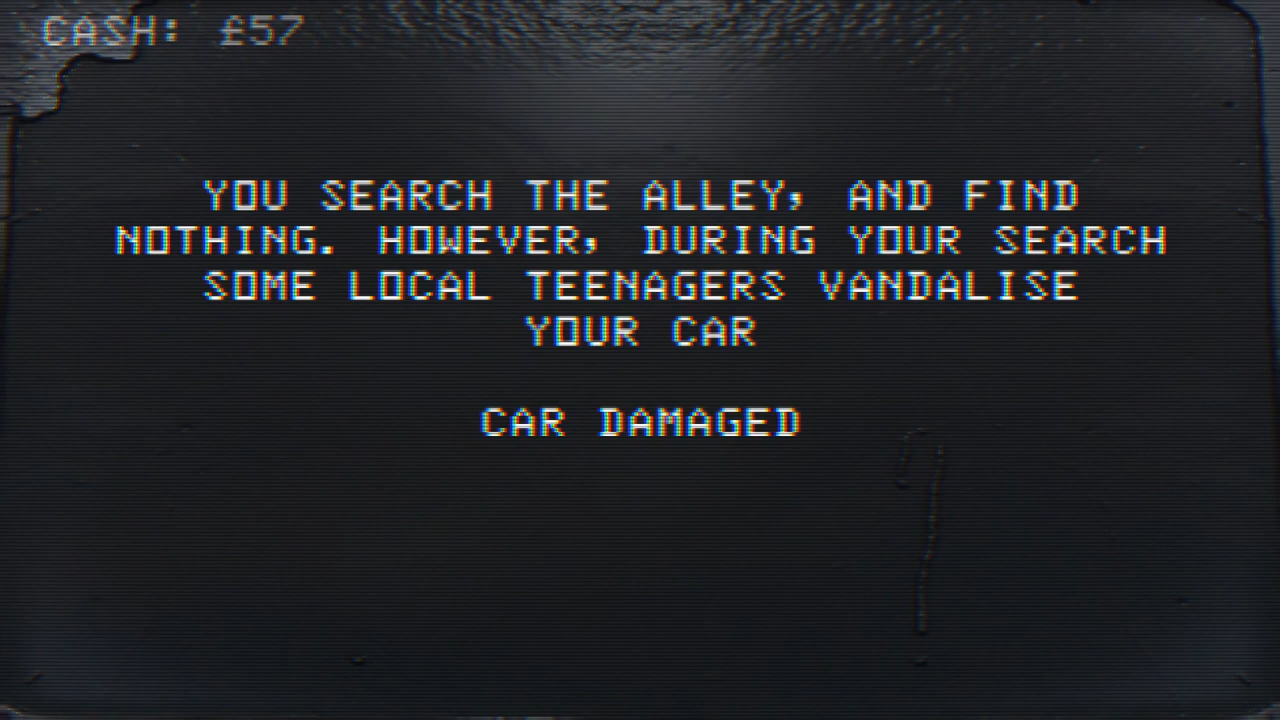 CASH: £57
YOU SEARCH THE ALLEY, AND FIND
NOTHING. HOWEVER, DURING YOUR SEARCH
SOME LOCAL TEENAGERS VANDALISE
YOUR CAR
CAR DAMAGED